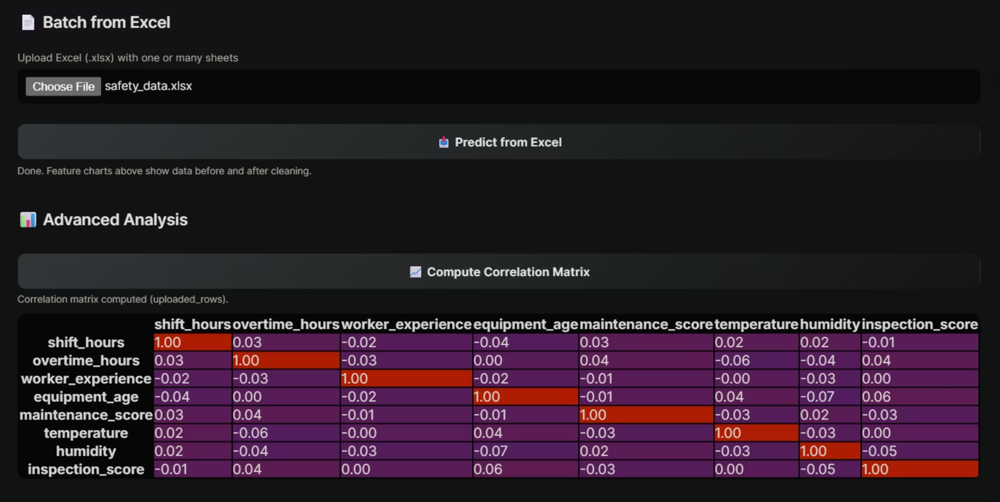 Batch from Excel
Upload Excel (.xlsx) with one or many sheets
Choose File safety_data.xlsx
Predict from Excel
Done. Feature charts above show data before and after cleaning.
Advanced Analysis
Compute Correlation Matrix
Correlation matrix computed (uploaded_rows).
shift_hours overtime_hours worker_experience equipment_age maintenance_score temperature humidity inspection_score
shift_hours 1.00 0.03 -0.02 -0.04 0.03 0.02 0.02 -0.01
overtime_hours 0.03 1.00 -0.03 0.00 0.04 -0.06 -0.04 0.04
worker_experience -0.02 -0.03 1.00 -0.02 -0.01 -0.00 -0.03 0.00
equipment_age -0.04 0.00 -0.02 1.00 -0.01 0.04 -0.07 0.06
maintenance_score 0.03 0.04 -0.01 -0.01 1.00 -0.03 0.02 -0.03
temperature 0.02 -0.06 -0.00 0.04 -0.03 1.00 -0.03 0.00
humidity 0.02 -0.04 -0.03 -0.07 0.02 -0.03 1.00 -0.05
inspection_score -0.01 0.04 0.00 0.06 -0.03 0.00 -0.05 1.00